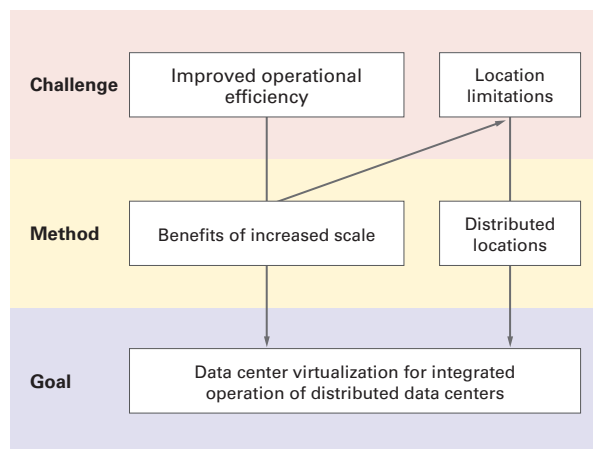 Challenge
Improved operational
efficiency
Location
limitations
Method
Benefits of increased scale
Distributed
locations
Goal
Data center virtualization for integrated
operation of distributed data centers